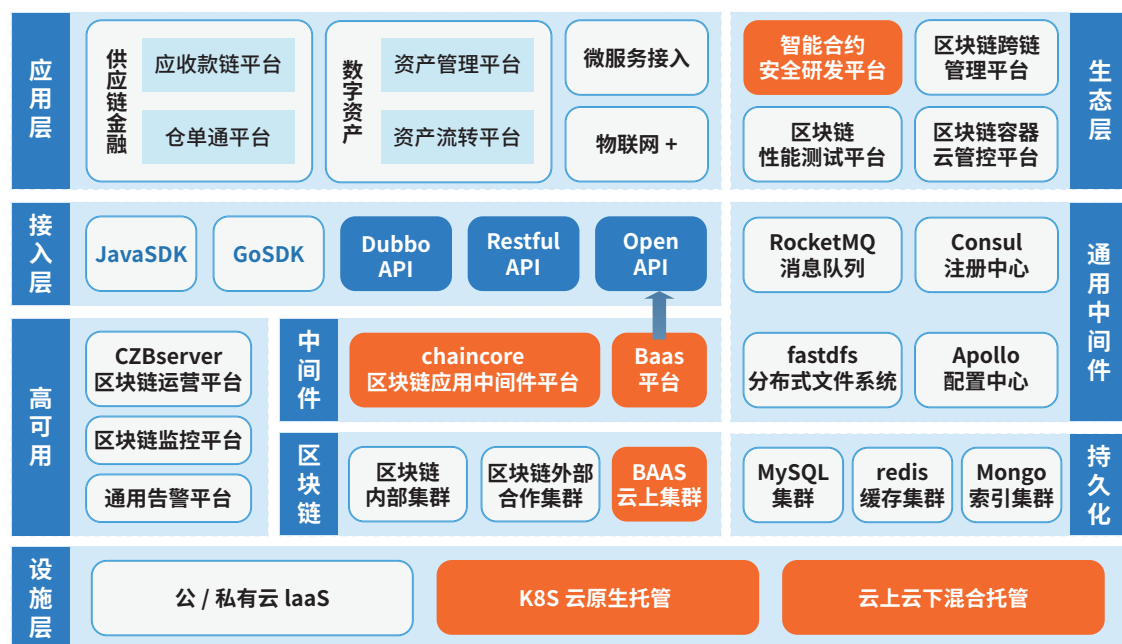 应用层
供应链金融
应收款链平台
仓单通平台
数字资产
资产管理平台
资产流转平台
微服务接入
物联网 +
智能合约
安全研发平台
区块链跨链
管理平台
区块链
性能测试平台
区块链容器
云管控平台
生态层
接入层
JavaSDK
GoSDK
Dubbo
API
Restful
API
Open
API
RocketMQ
消息队列
Consul
注册中心
fastdfs
分布式文件系统
Apollo
配置中心
通用中间件
高可用
CZBserver
区块链运营平台
区块链监控平台
通用告警平台
中间件
chaincore
区块链应用中间件平台
Baas
平台
区块链
区块链
内部集群
区块链外部
合作集群
BAAS
云上集群
MySQL
集群
redis
缓存集群
Mongo
索引集群
持久化
设施层
公 / 私有云 IaaS
K8S 云原生托管
云上云下混合托管